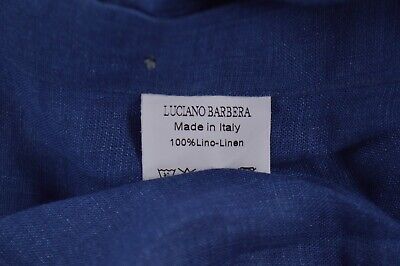 LUCIANO BARBERA
Made in Italy
100%Lino-Linen